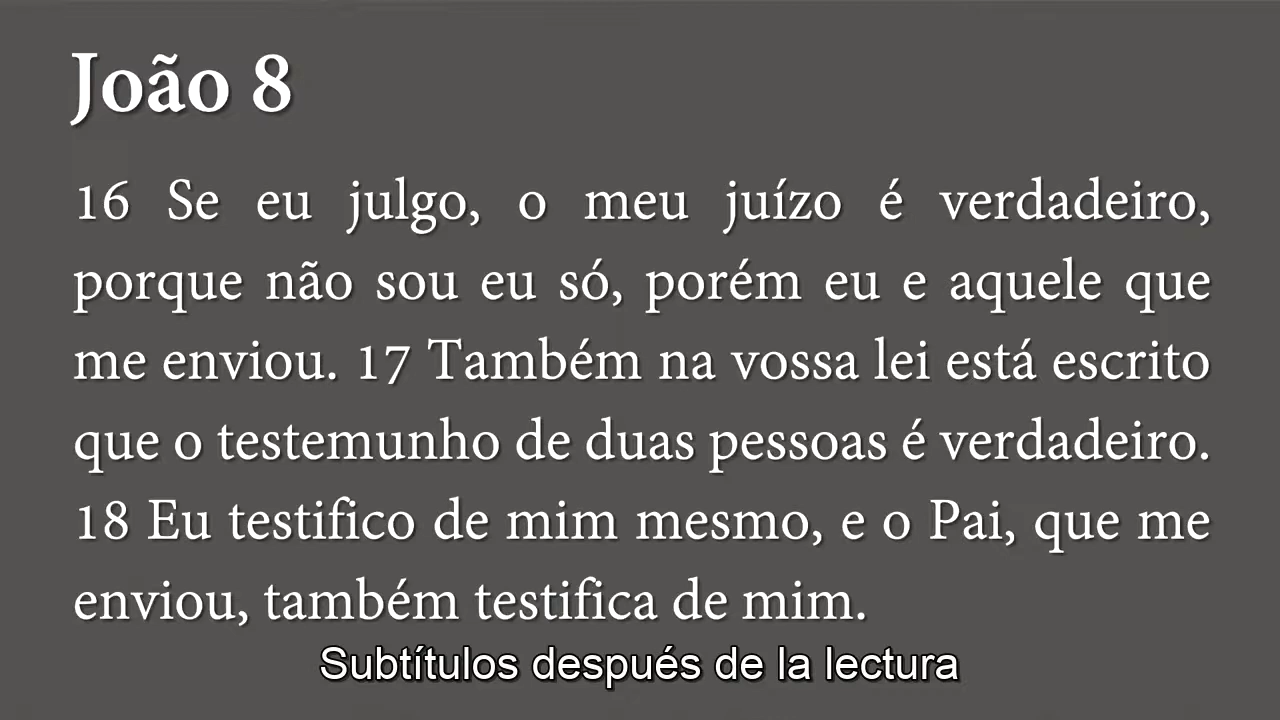 João 8
16 Se eu julgo, o meu juízo é verdadeiro,
porque não sou eu só, porém eu e aquele que
me enviou. 17 Também na vossa lei está escrito
que o testemunho de duas pessoas é verdadeiro.
18 Eu testifico de mim mesmo, e o Pai, que me
enviou, também testifica de mim.
Subtítulos después de la lectura